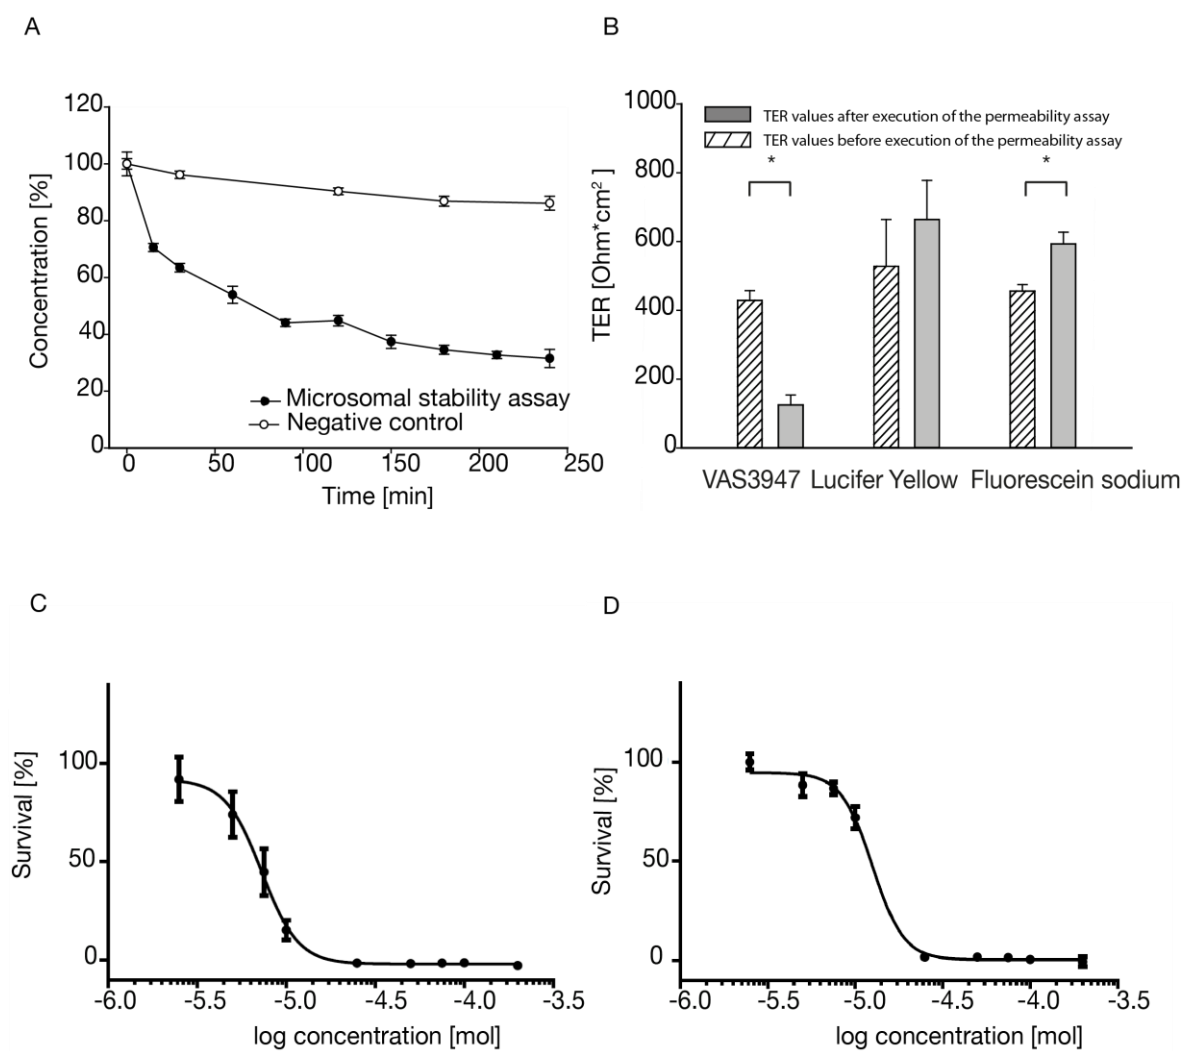 A
B
120
100
80
60
40
20
0
Concentration [%]
Microsomal stability assay
Negative control
0 50 100 150 200 250
Time [min]
1000
800
600
400
200
0
TER [Ohm*cm2 ]
TER values after execution of the permeability assay
TER values before execution of the permeability assay
* *
VAS3947 Lucifer Yellow Fluorescein sodium
C
D
100
50
0
Survival [%]
-6.0 -5.5 -5.0 -4.5 -4.0 -3.5
log concentration [mol]
100
50
0
Survival [%]
-6.0 -5.5 -5.0 -4.5 -4.0 -3.5
log concentration [mol]